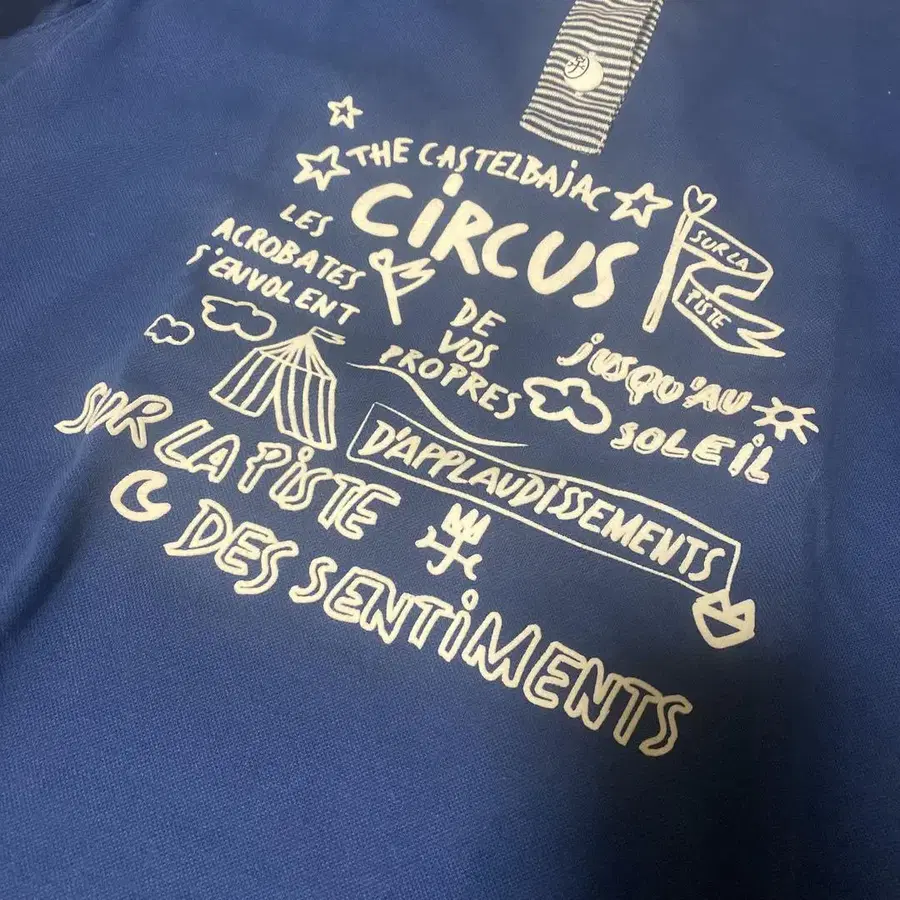 THE CASTELBAJAC
CiRCUS
SUR LA
PISTE
LES
ACROBATES
S'ENVOLENT
DE
VOS
PROPRES
jUSQU'AU
SOLEiL
D'APPLAUDISSEMENTS
SUR LA PiSTE
DES SENTiMENTS